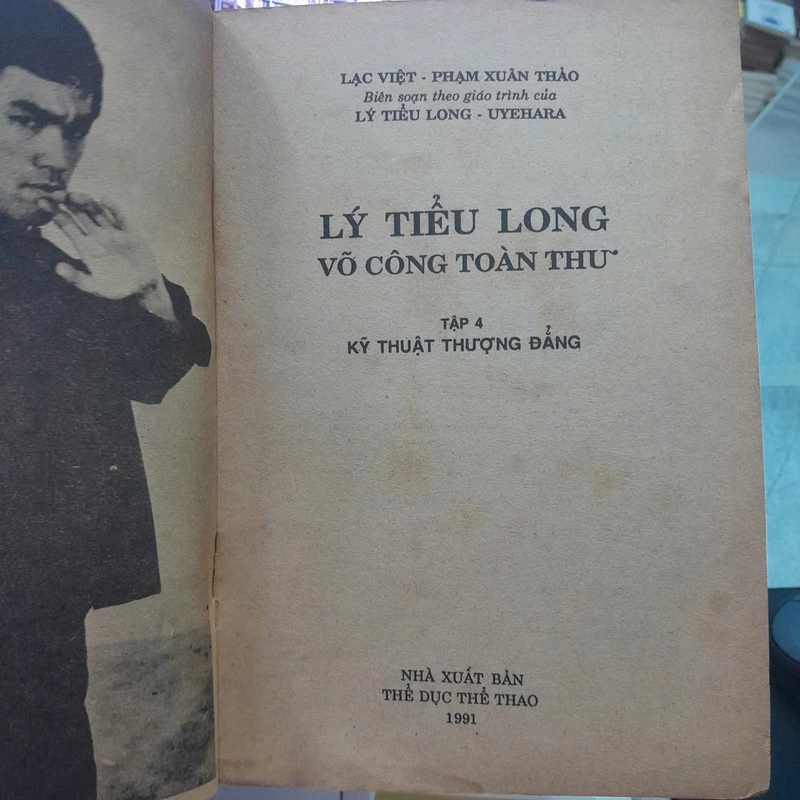 LẠC VIỆT - PHẠM XUÂN THẢO
Biên soạn theo giáo trình của
LÝ TIỂU LONG - UYEHARA
LÝ TIỂU LONG
VÕ CÔNG TOÀN THƯ
TẬP 4
KỸ THUẬT THƯỢNG ĐẲNG
NHÀ XUẤT BẢN
THỂ DỤC THỂ THAO
1991